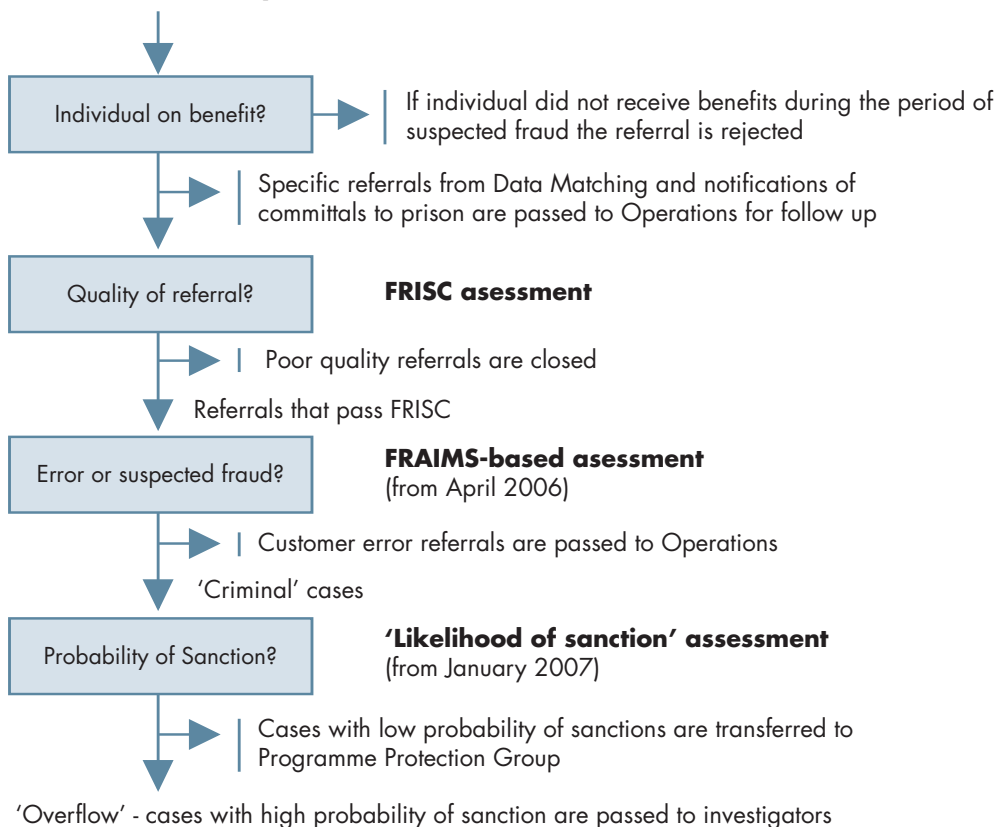 Individual on benefit?
If individual did not receive benefits during the period of
suspected fraud the referral is rejected
Specific referrals from Data Matching and notifications of
committals to prison are passed to Operations for follow up
Quality of referral?
FRISC asessment
Poor quality referrals are closed
Referrals that pass FRISC
Error or suspected fraud?
FRAIMS-based asessment
(from April 2006)
Customer error referrals are passed to Operations
‘Criminal’ cases
Probability of Sanction?
‘Likelihood of sanction’ assessment
(from January 2007)
Cases with low probability of sanctions are transferred to
Programme Protection Group
‘Overflow’ - cases with high probability of sanction are passed to investigators